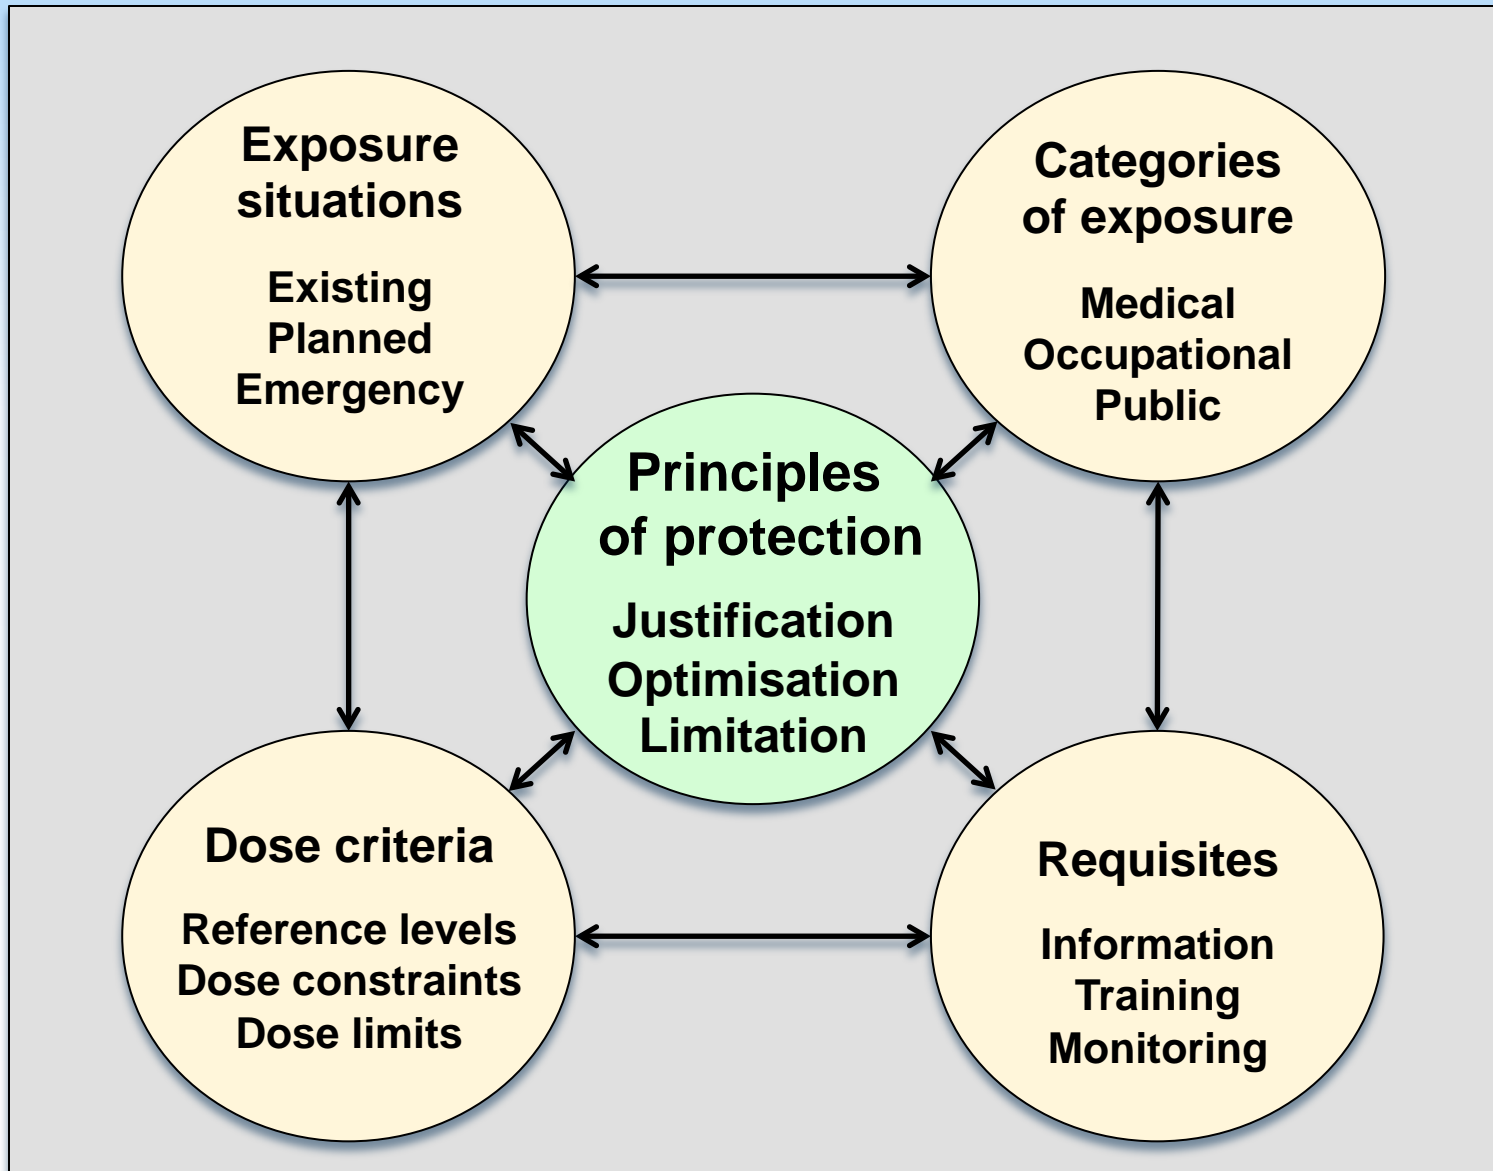 Exposure
situations
Existing
Planned
Emergency
Categories
of exposure
Medical
Occupational
Public
Principles
of protection
Justification
Optimisation
Limitation
Dose criteria
Reference levels
Dose constraints
Dose limits
Requisites
Information
Training
Monitoring